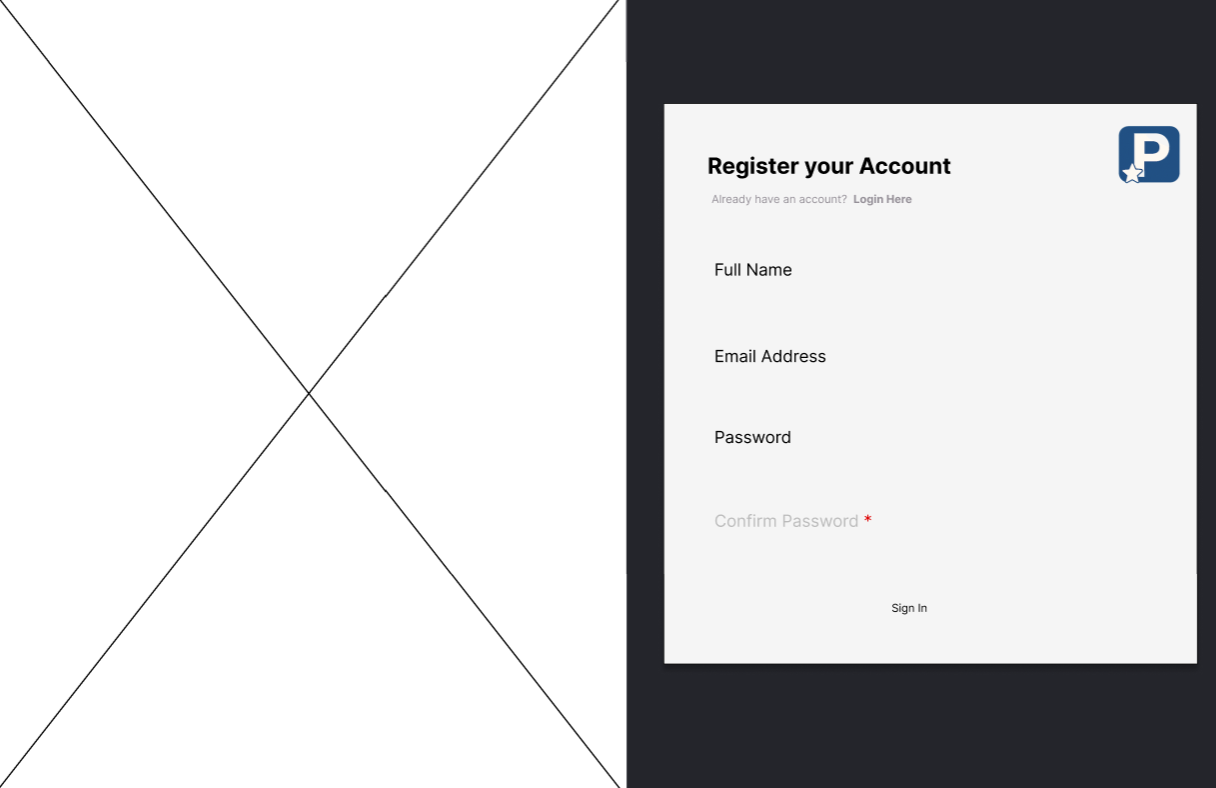 P
Register your Account
Already have an account? Login Here
Full Name
Email Address
Password
Confirm Password *
Sign In